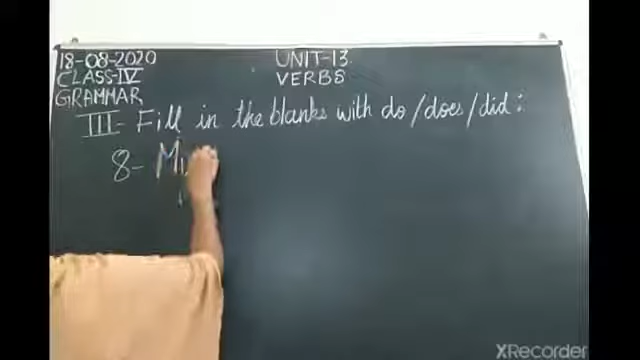 18-08-2020
CLASS-IV
GRAMMAR
UNIT-13
VERBS
III- Fill in the blanks with do/does/did:
8- My
XRecorder